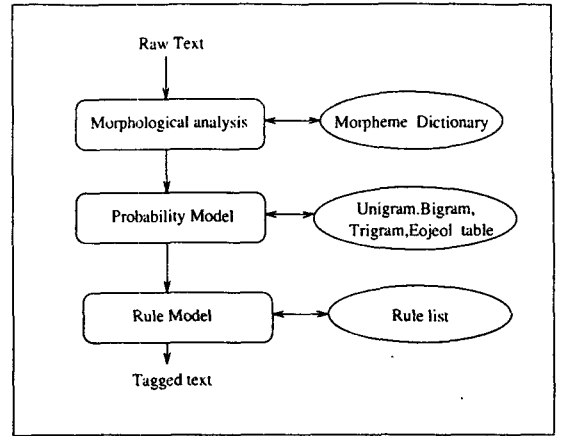 Raw Text
Morphological analysis
Morpheme Dictionary
Probability Model
Unigram.Bigram,
Trigram,Eojeol table
Rule Model
Rule list
Tagged text